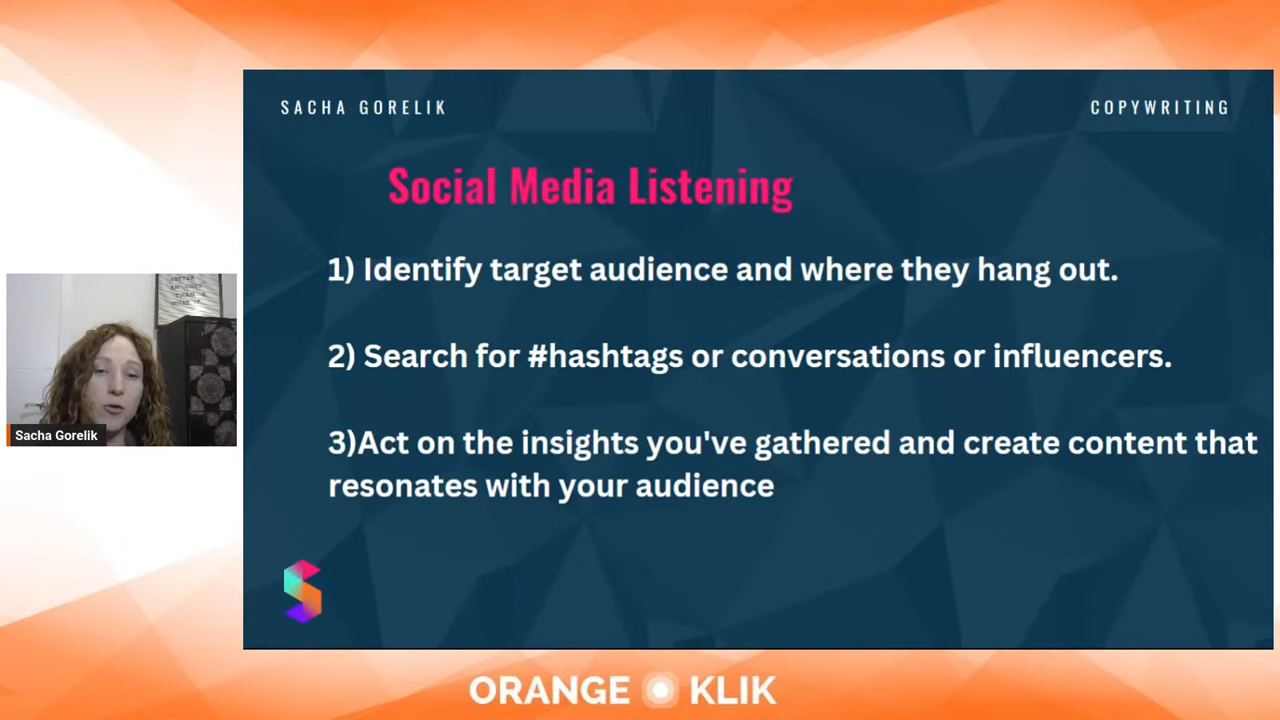 SACHA GORELIK
COPYWRITING
Social Media Listening
1) Identify target audience and where they hang out.
2) Search for #hashtags or conversations or influencers.
3)Act on the insights you've gathered and create content that
resonates with your audience
Sacha Gorelik
ORANGE KLIK